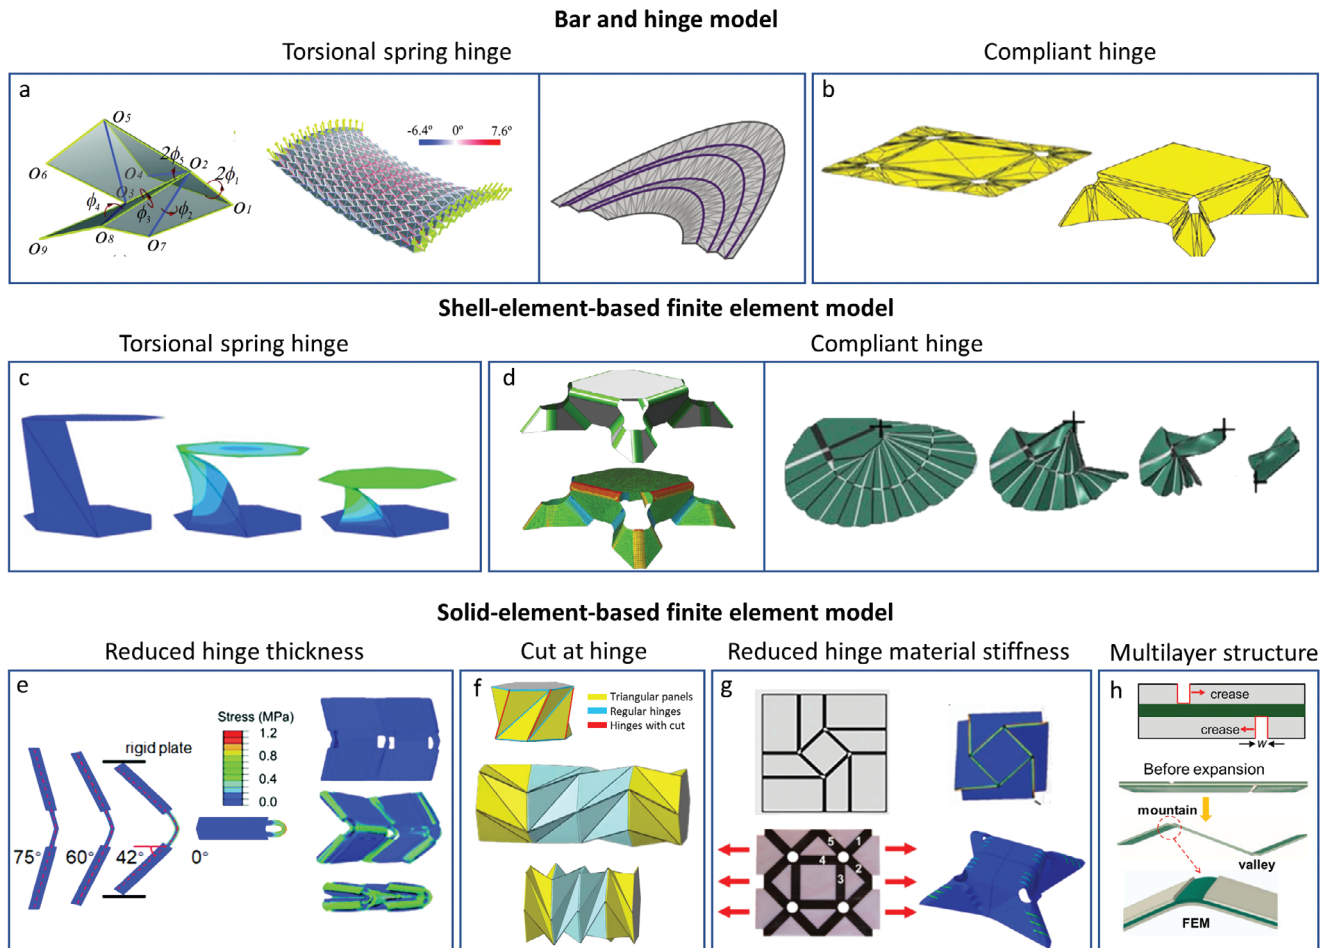 Bar and hinge model
Torsional spring hinge
Compliant hinge
a
O5
O6
O4
O2
O3
O1
O9
O8
O7
2ϕ5
2ϕ1
ϕ4
ϕ3
ϕ2
-6.4° 0° 7.6°
b
Shell-element-based finite element model
Torsional spring hinge
Compliant hinge
c
d
Solid-element-based finite element model
Reduced hinge thickness
Cut at hinge
Reduced hinge material stiffness
Multilayer structure
e
Stress (MPa)
1.2
0.8
0.4
0.0
rigid plate
75°
60°
42°
0°
f
Triangular panels
Regular hinges
Hinges with cut
g
5
1
4
2
3
h
crease
crease
w
Before expansion
mountain
valley
FEM